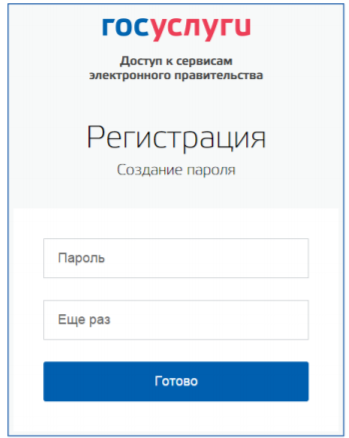 госуслуги
Доступ к сервисам
электронного правительства
Регистрация
Создание пароля
Пароль
Еще раз
Готово